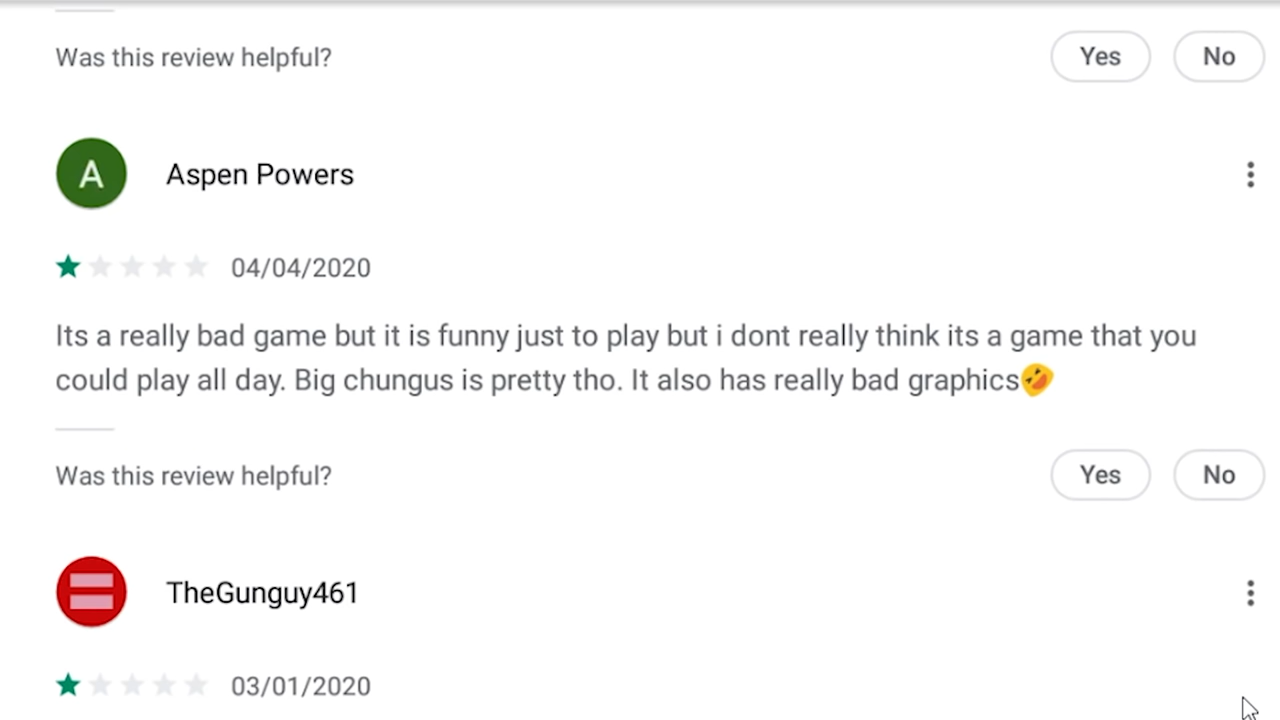 Was this review helpful?
Yes
No
A
Aspen Powers
04/04/2020
Its a really bad game but it is funny just to play but i dont really think its a game that you
could play all day. Big chungus is pretty tho. It also has really bad graphics🤣
Was this review helpful?
Yes
No
TheGunguy461
03/01/2020